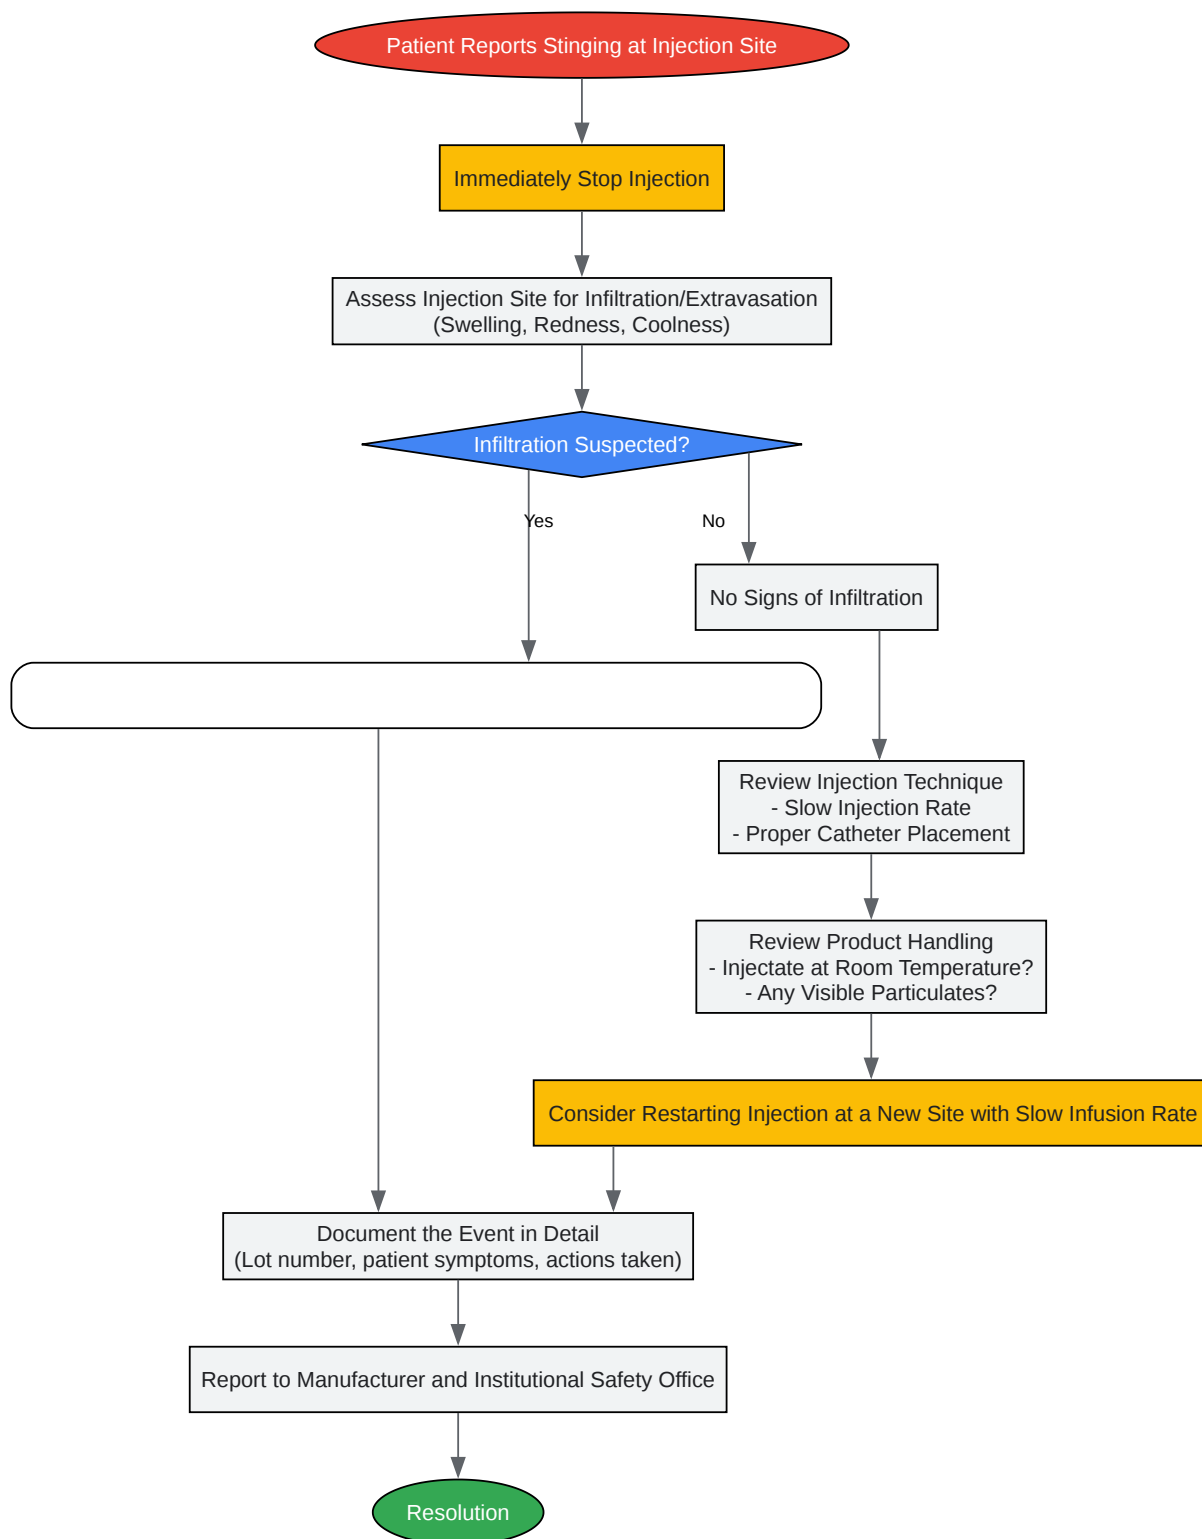 Patient Reports Stinging at Injection Site
Immediately Stop Injection
Assess Injection Site for Infiltration/Extravasation
(Swelling, Redness, Coolness)
Infiltration Suspected?
Yes
No
No Signs of Infiltration
Review Injection Technique
- Slow Injection Rate
- Proper Catheter Placement
Review Product Handling
- Injectate at Room Temperature?
- Any Visible Particulates?
Consider Restarting Injection at a New Site with Slow Infusion Rate
Document the Event in Detail
(Lot number, patient symptoms, actions taken)
Report to Manufacturer and Institutional Safety Office
Resolution